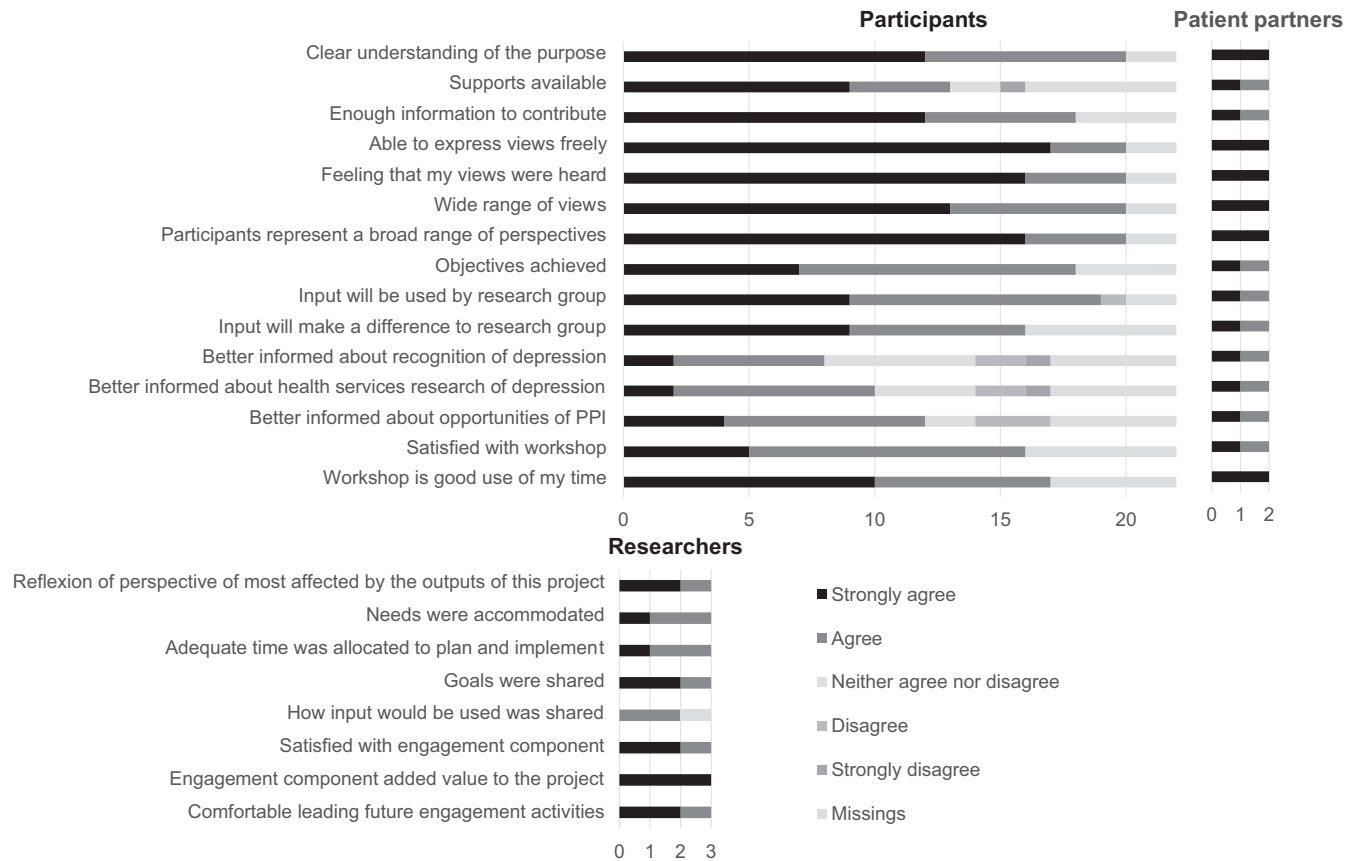 Participants
Patient partners
Clear understanding of the purpose
Supports available
Enough information to contribute
Able to express views freely
Feeling that my views were heard
Wide range of views
Participants represent a broad range of perspectives
Objectives achieved
Input will be used by research group
Input will make a difference to research group
Better informed about recognition of depression
Better informed about health services research of depression
Better informed about opportunities of PPI
Satisfied with workshop
Workshop is good use of my time
0 5 10 15 20
0 1 2
Researchers
Reflexion of perspective of most affected by the outputs of this project
Needs were accommodated
Adequate time was allocated to plan and implement
Goals were shared
How input would be used was shared
Satisfied with engagement component
Engagement component added value to the project
Comfortable leading future engagement activities
0 1 2 3
Strongly agree
Agree
Neither agree nor disagree
Disagree
Strongly disagree
Missings